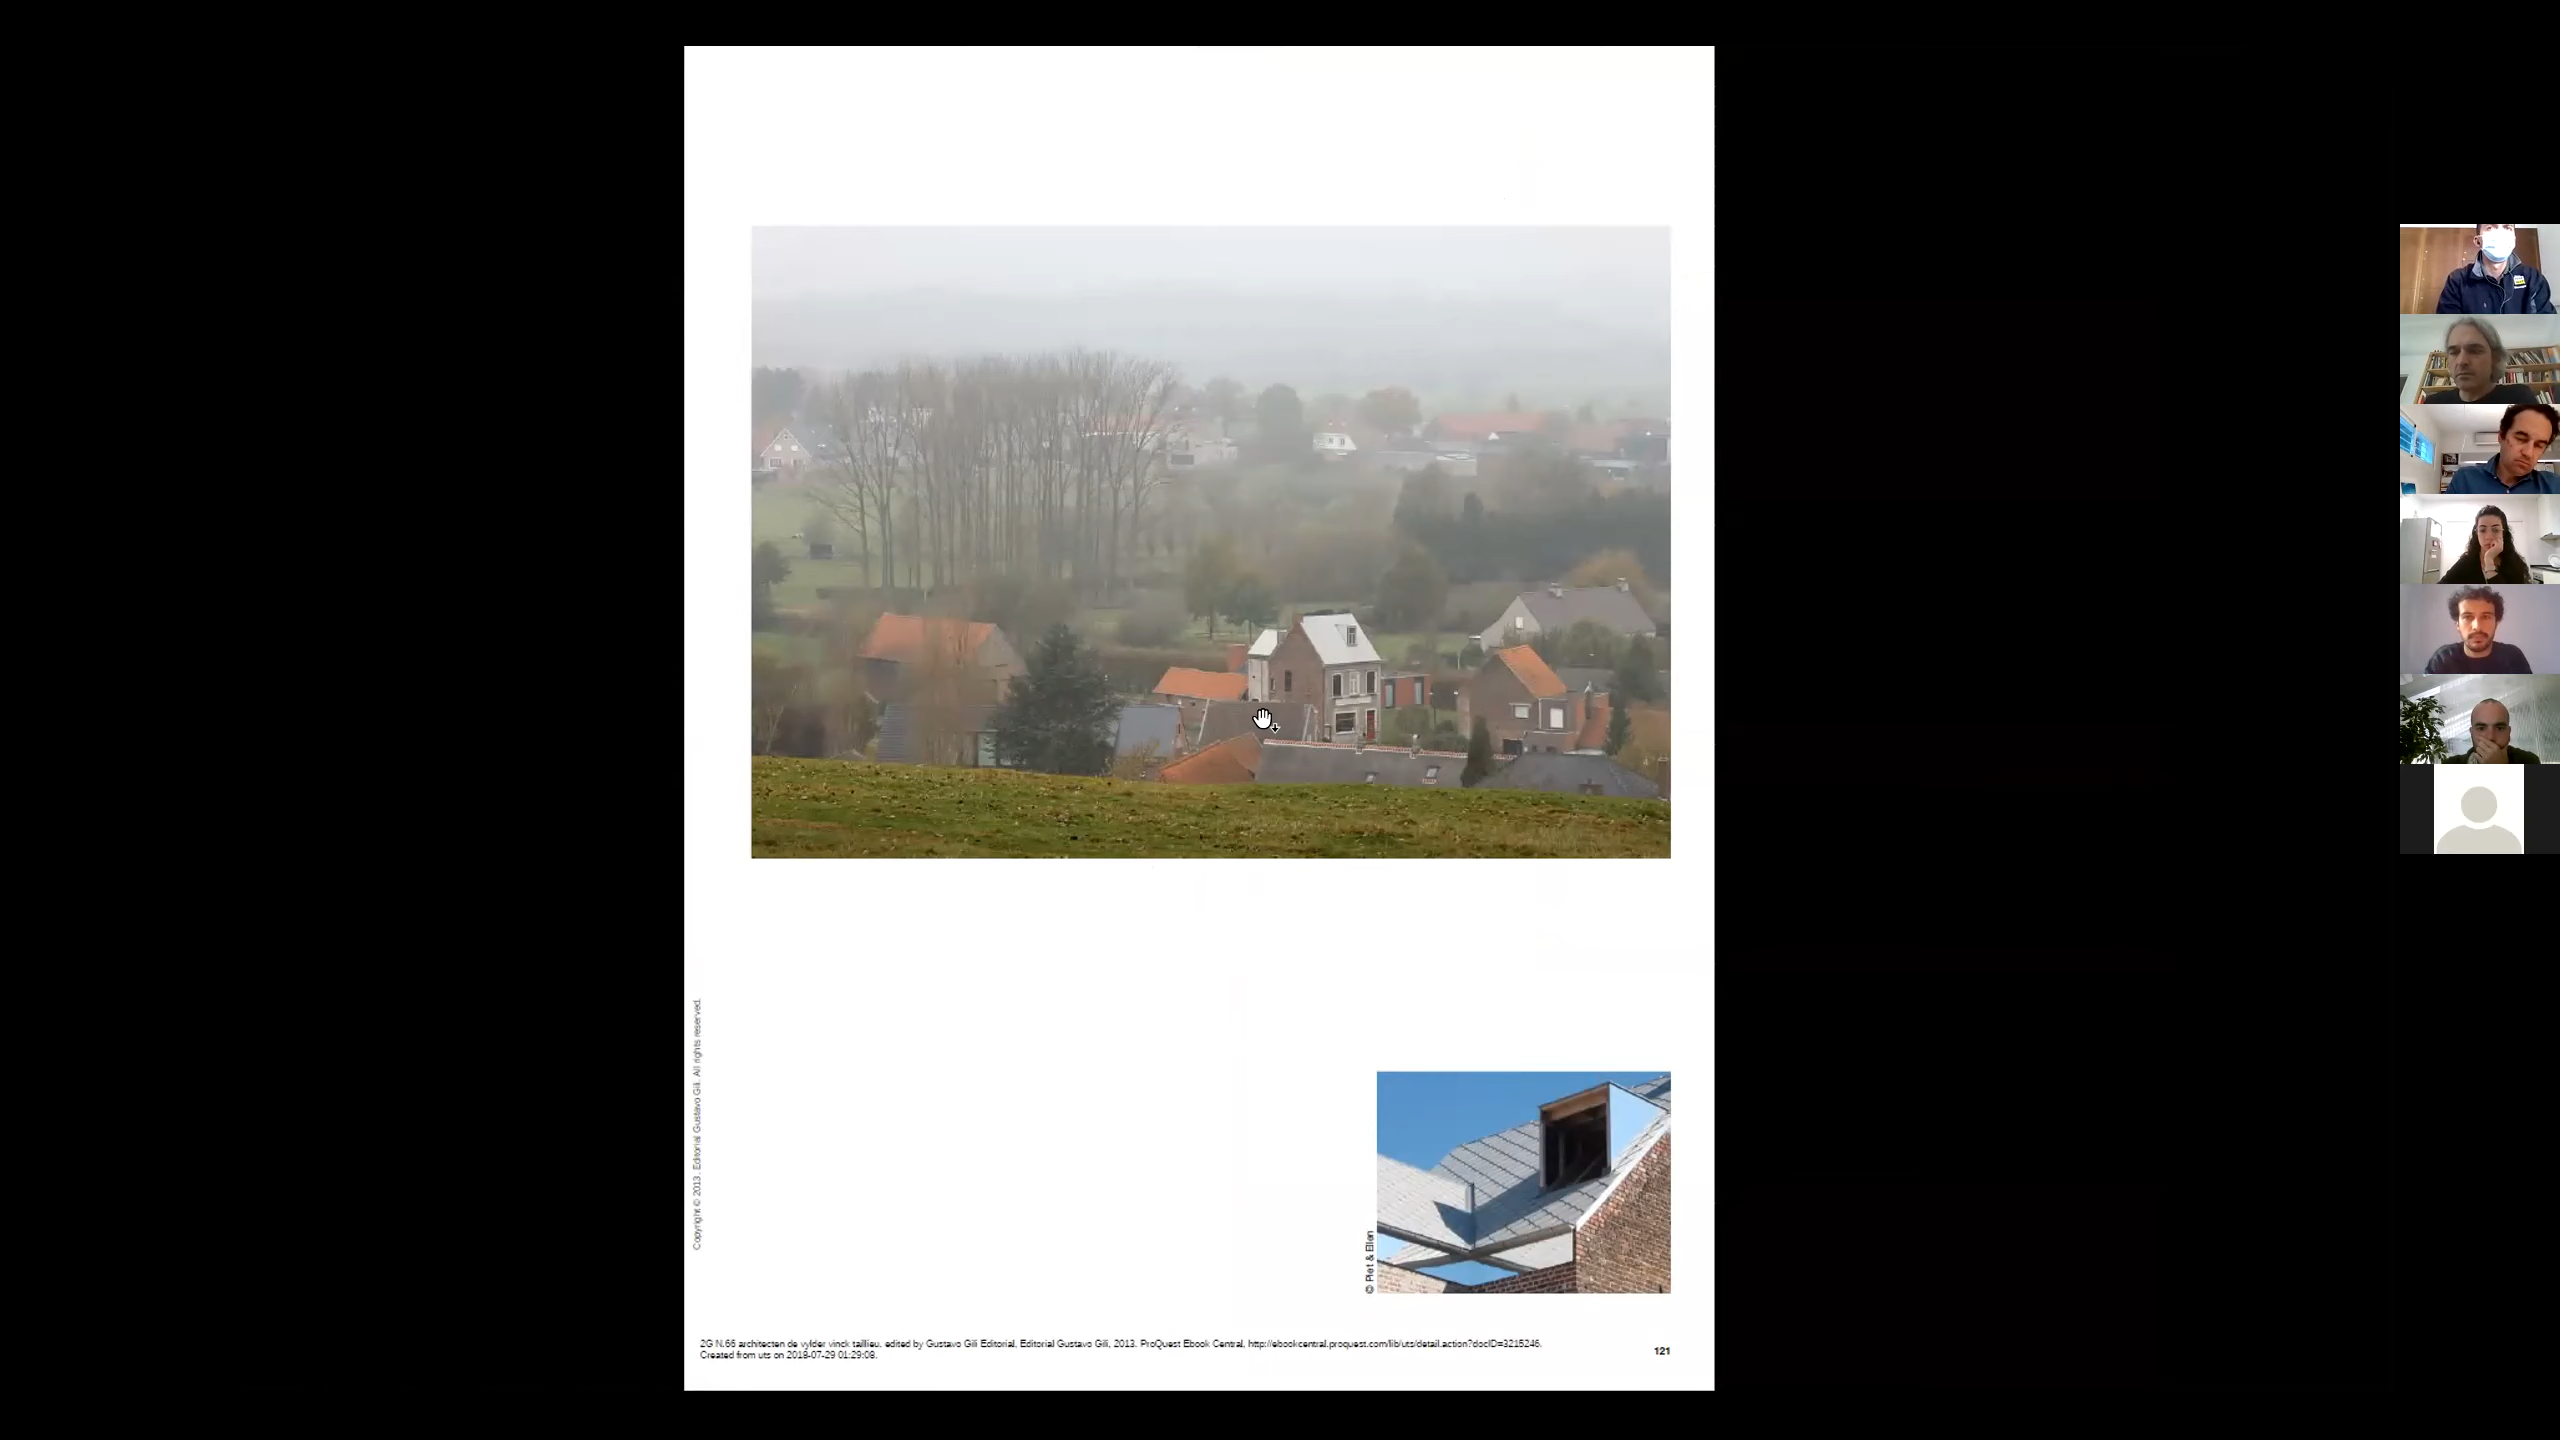 Copyright © 2013. Editorial Gustavo Gili. All rights reserved.
© Piet & Ellen
2G N.66 architecten de vylder vinck taillieu, edited by Gustavo Gili Editorial, Editorial Gustavo Gili, 2013. ProQuest Ebook Central, http://ebookcentral.proquest.com/lib/uts/detail.action?docID=3215246.
Created from uts on 2018-07-29 01:29:08.
121